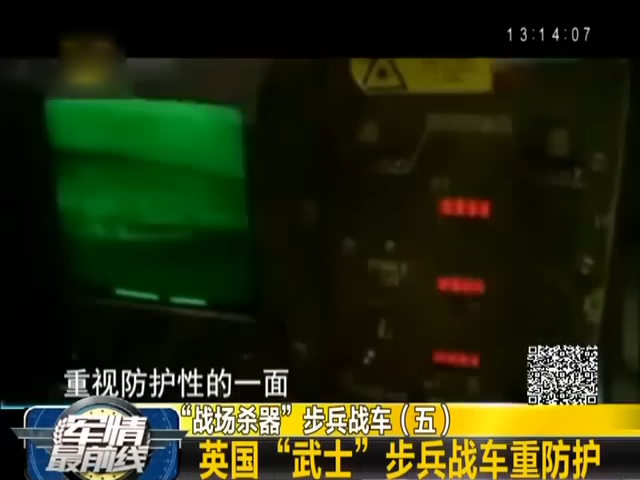 13:14:07
重视防护性的一面
“战场杀器”步兵战车（五）
军情
最前线
英国“武士”步兵战车重防护